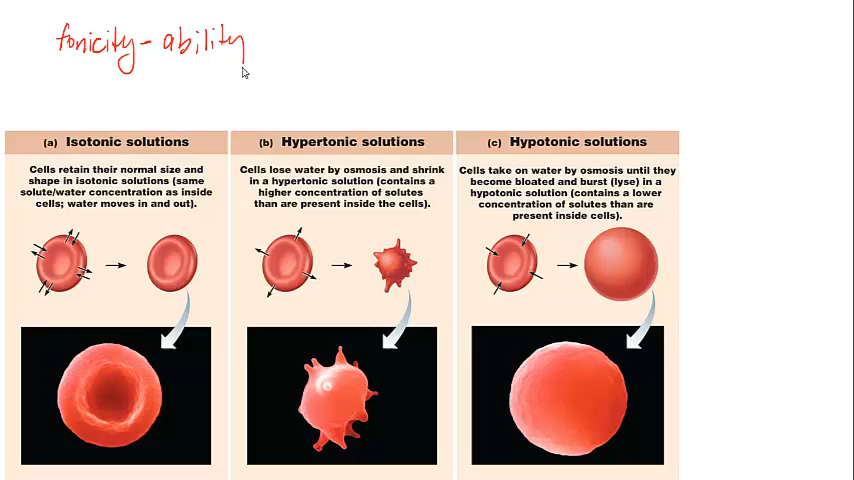 tonicity - ability
(a) Isotonic solutions
Cells retain their normal size and
shape in isotonic solutions (same
solute/water concentration as inside
cells; water moves in and out).
(b) Hypertonic solutions
Cells lose water by osmosis and shrink
in a hypertonic solution (contains a
higher concentration of solutes
than are present inside the cells).
(c) Hypotonic solutions
Cells take on water by osmosis until they
become bloated and burst (lyse) in a
hypotonic solution (contains a lower
concentration of solutes than are
present inside cells).